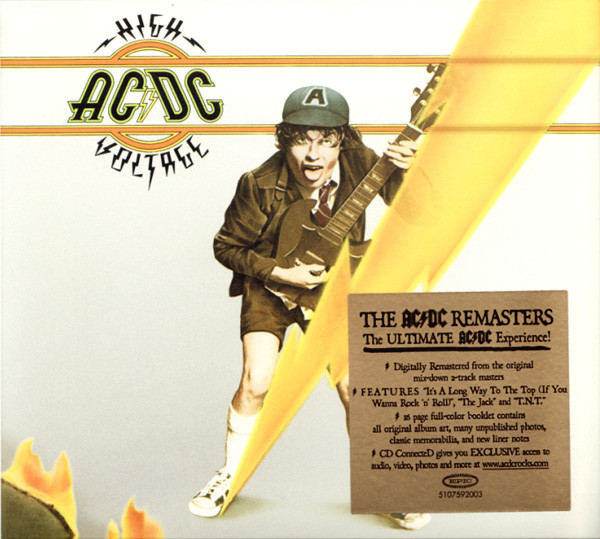 HIGH
AC⚡DC
VOLTAGE
A
THE AC⚡DC REMASTERS
The ULTIMATE AC⚡DC Experience!
Digitally Remastered from the original
mix-down 2-track masters
FEATURES "It's A Long Way To The Top (If You
Wanna Rock 'n' Roll)", "The Jack" and "T.N.T."
16 page full-color booklet contains
all original album art, many unpublished photos,
classic memorabilia, and new liner notes
CD ConnecteD gives you EXCLUSIVE access to
audio, video, photos and more at www.acdcrocks.com
EPIC
5107592003